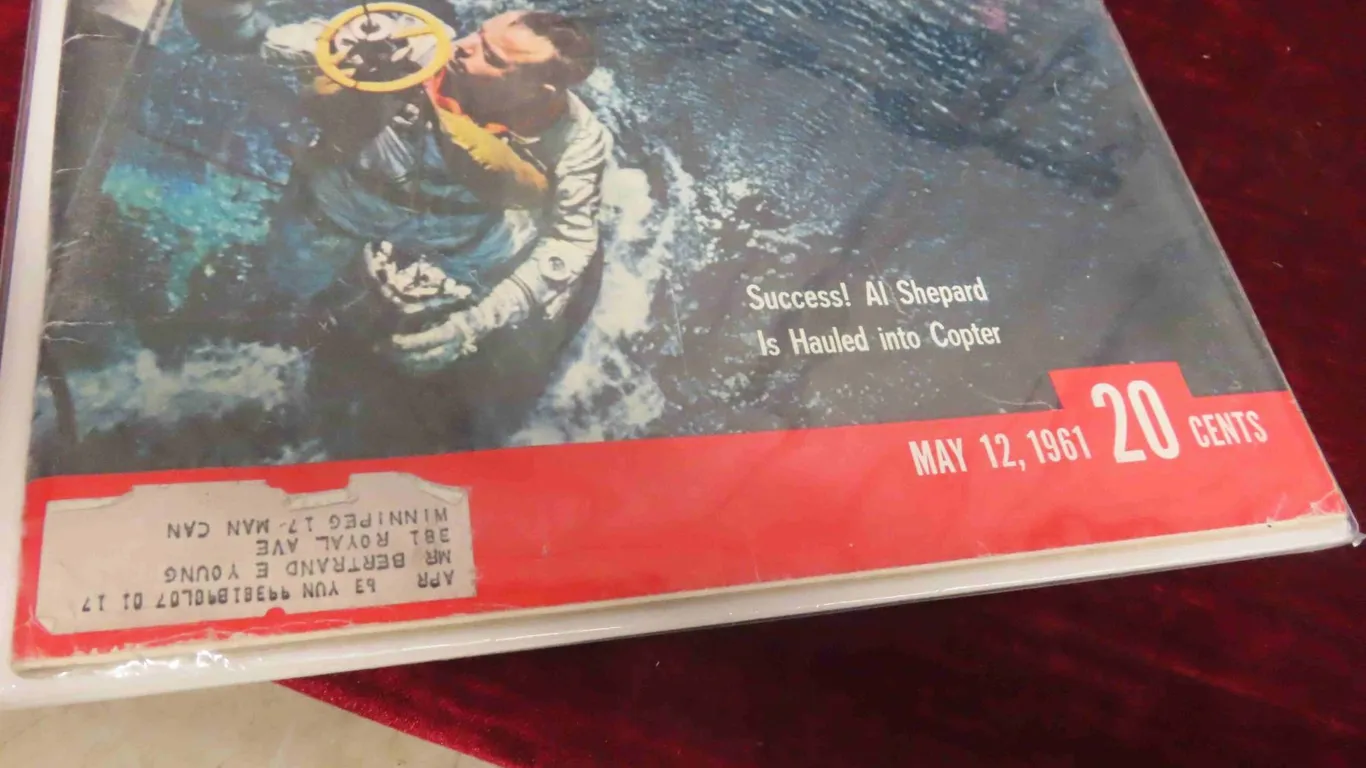 Success! Al Shepard
Is Hauled into Copter
MAY 12, 1961 20 CENTS
APR 63 YUN 99381B90L07 01 17
MR BERTRAND E YOUNG
381 ROYAL AVE
WINNIPEG 17 MAN CAN